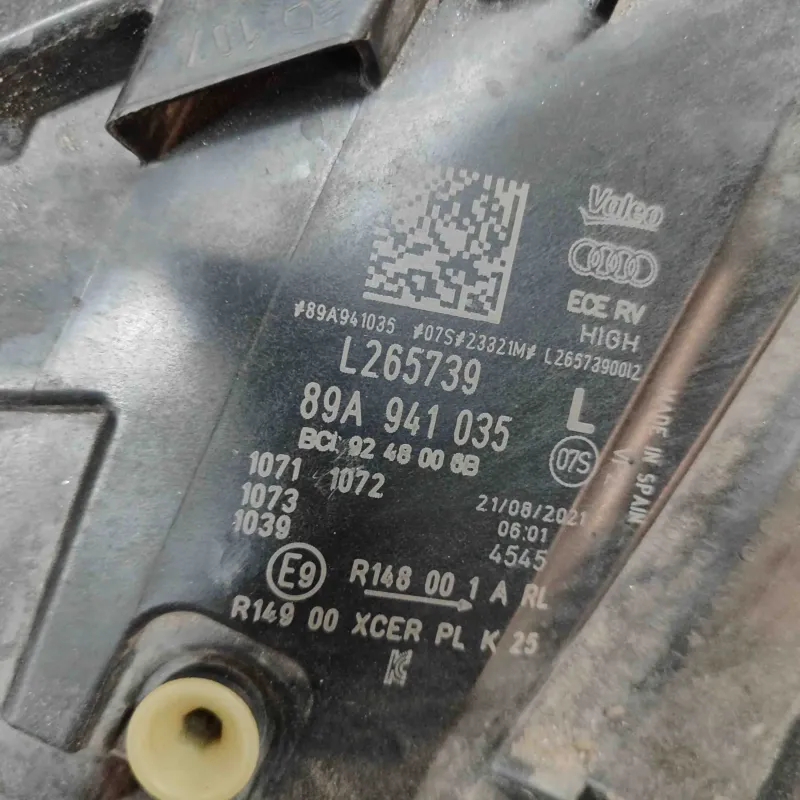 Valeo
ECE RV
HIGH
#89A941035 #07S#23321M# L265739001Z
L265739
89A 941 035
L
BCI 92 48 00 6B
07S
MADE IN SPAIN
1071 1072
1073
1039
21/08/2021
06:01
4545
E9
R148 00 1 A RL
R149 00 XCER PL K 25